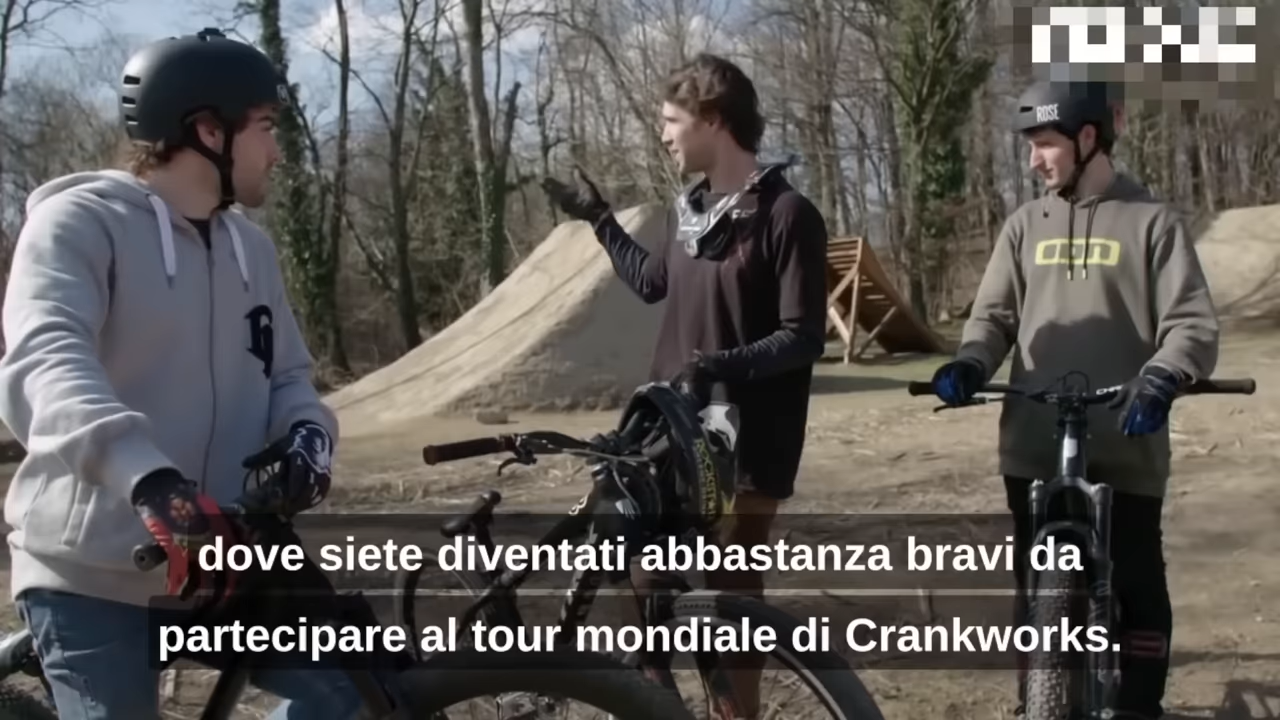 ROSE
ion
dove siete diventati abbastanza bravi da
partecipare al tour mondiale di Crankworks.